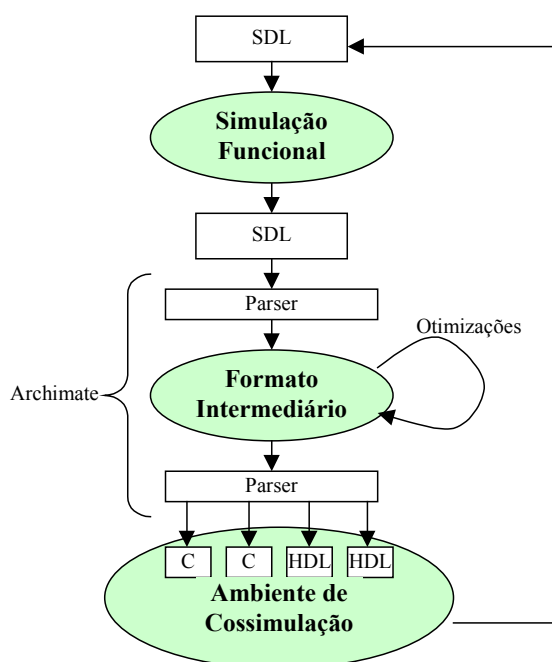 SDL
Simulação
Funcional
SDL
Parser
Otimizações
Formato
Intermediário
Archimate
Parser
C C HDL HDL
Ambiente de
Cossimulação